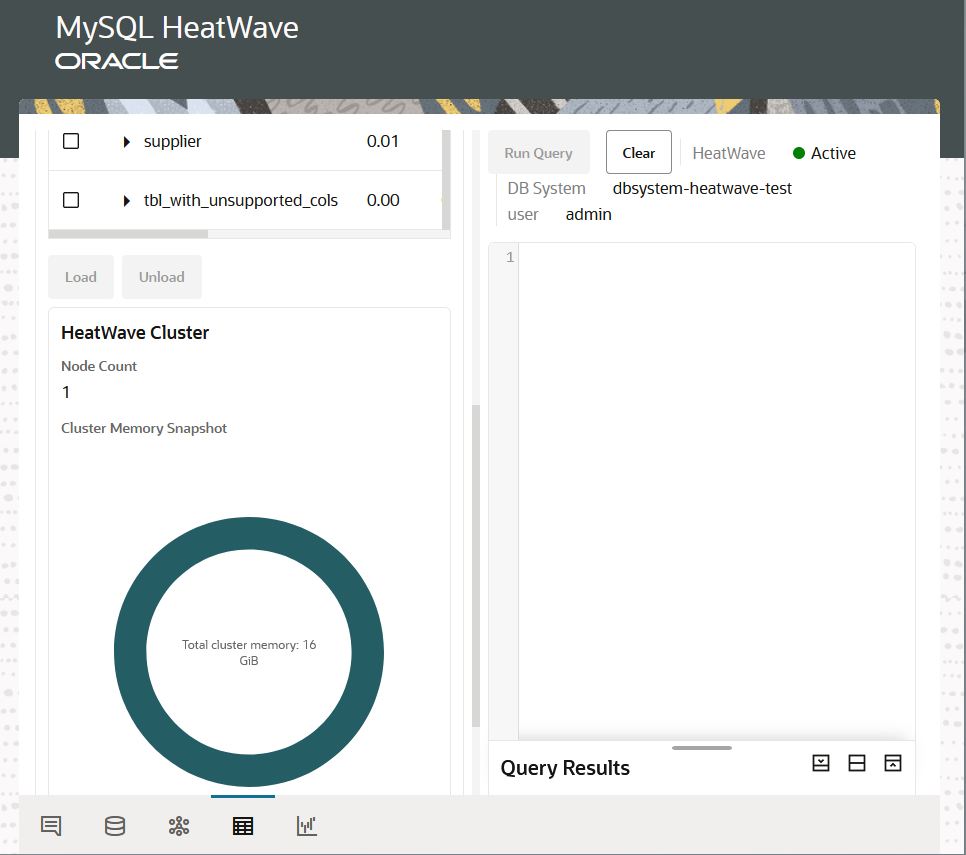 MySQL HeatWave
ORACLE
supplier 0.01
tbl_with_unsupported_cols 0.00
Load Unload
HeatWave Cluster
Node Count
1
Cluster Memory Snapshot
Total cluster memory: 16
GiB
Run Query Clear HeatWave Active
DB System dbsystem-heatwave-test
user admin
1
Query Results